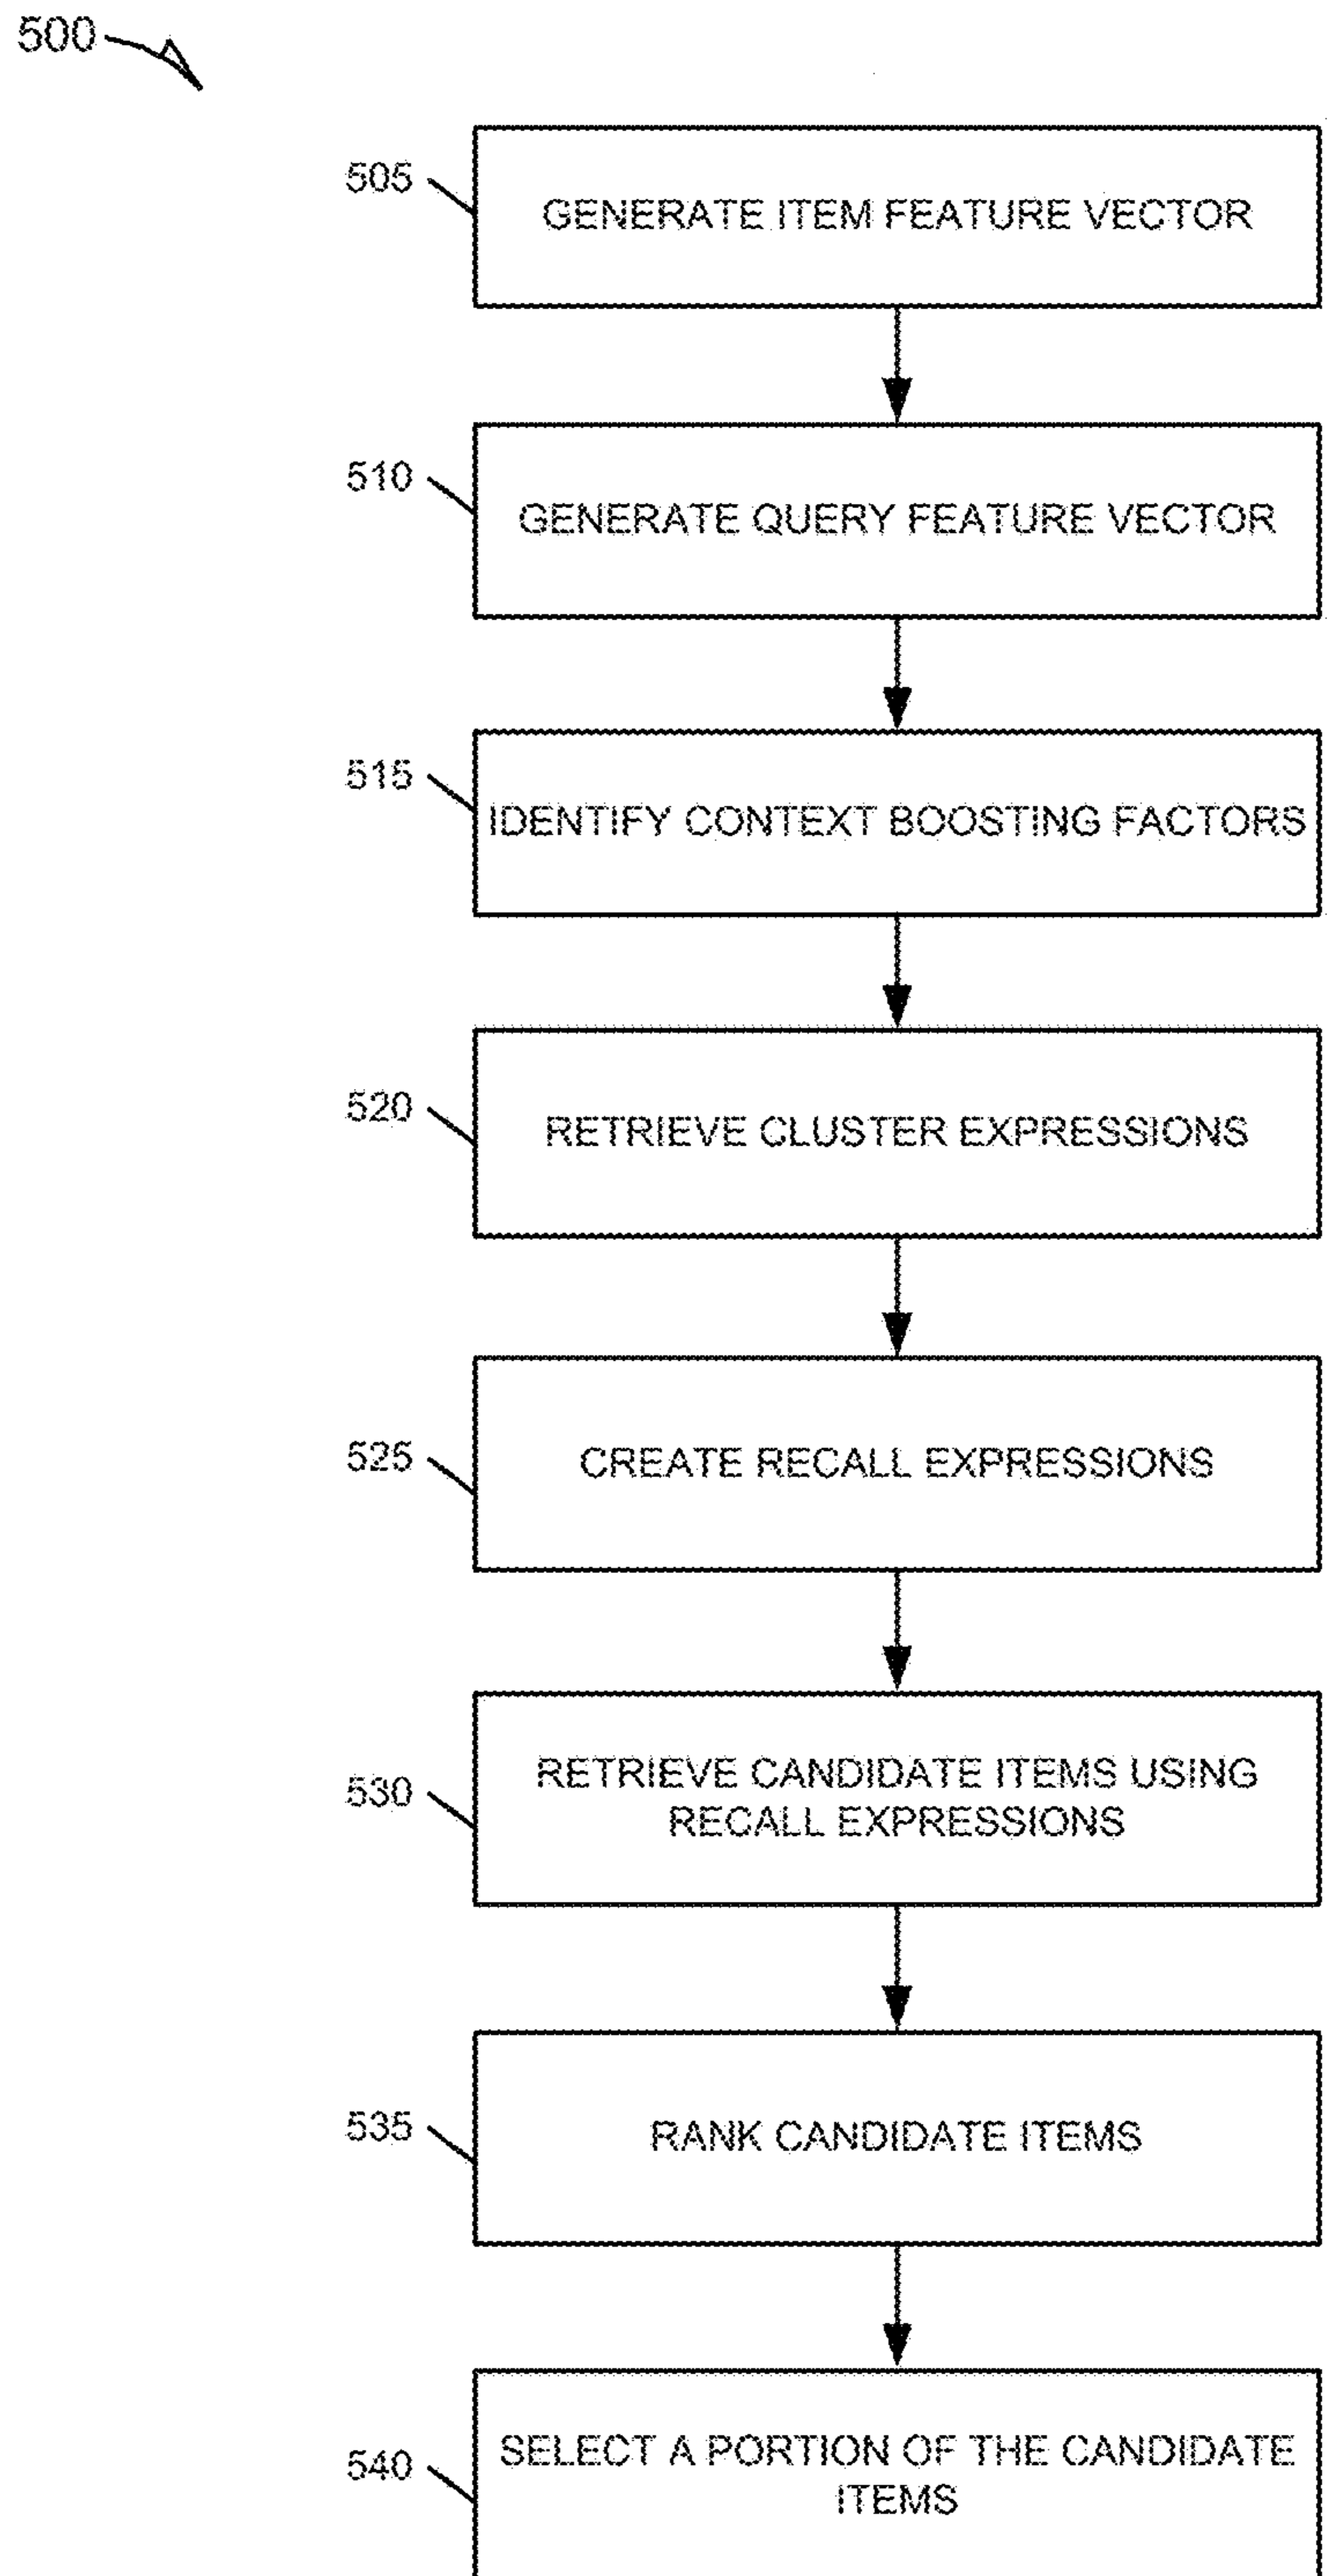 500
505
GENERATE ITEM FEATURE VECTOR
510
GENERATE QUERY FEATURE VECTOR
515
IDENTIFY CONTEXT BOOSTING FACTORS
520
RETRIEVE CLUSTER EXPRESSIONS
525
CREATE RECALL EXPRESSIONS
530
RETRIEVE CANDIDATE ITEMS USING
RECALL EXPRESSIONS
535
RANK CANDIDATE ITEMS
540
SELECT A PORTION OF THE CANDIDATE
ITEMS